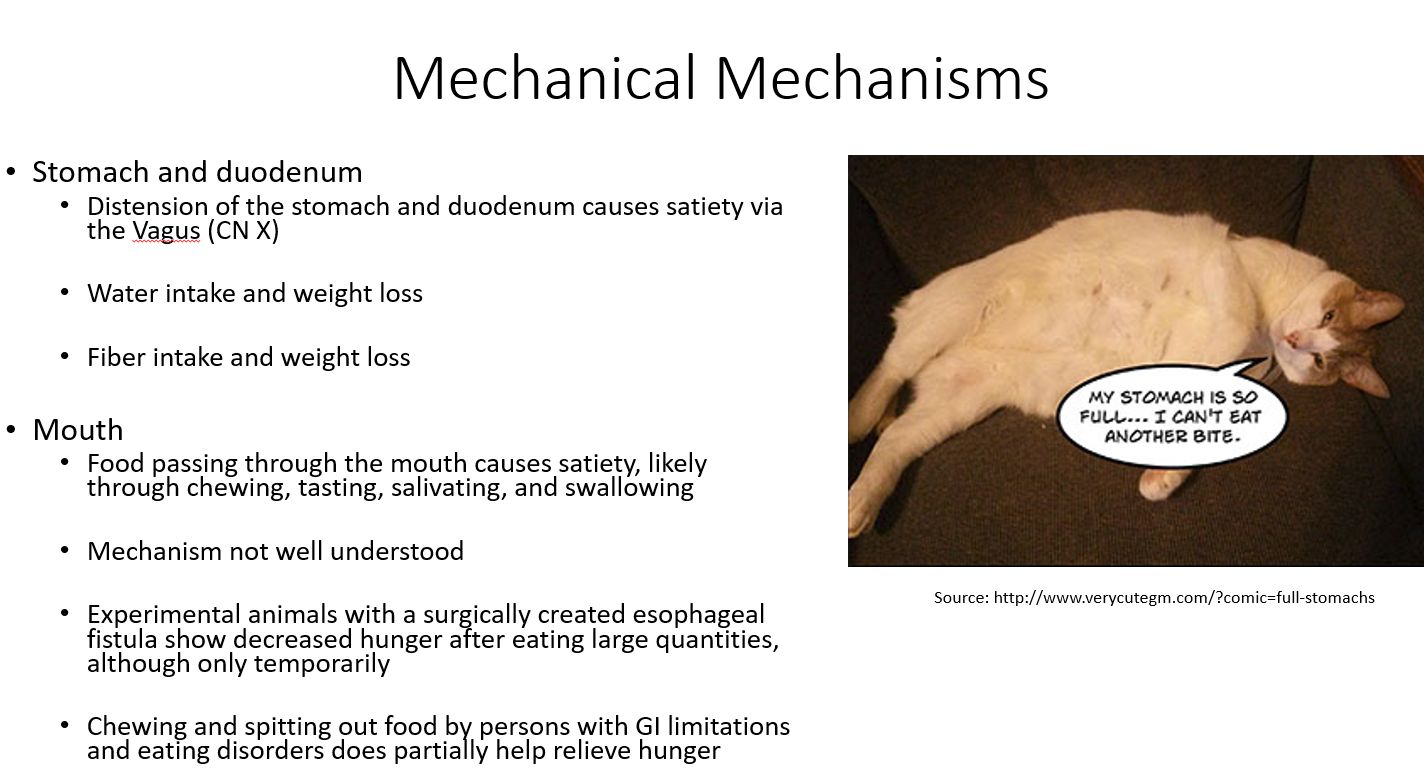 Mechanical Mechanisms
• Stomach and duodenum
• Distension of the stomach and duodenum causes satiety via
the Vagus (CN X)
• Water intake and weight loss
• Fiber intake and weight loss
• Mouth
• Food passing through the mouth causes satiety, likely
through chewing, tasting, salivating, and swallowing
• Mechanism not well understood
• Experimental animals with a surgically created esophageal
fistula show decreased hunger after eating large quantities,
although only temporarily
• Chewing and spitting out food by persons with GI limitations
and eating disorders does partially help relieve hunger
MY STOMACH IS SO
FULL... I CAN'T EAT
ANOTHER BITE.
Source: http://www.verycutegm.com/?comic=full-stomachs